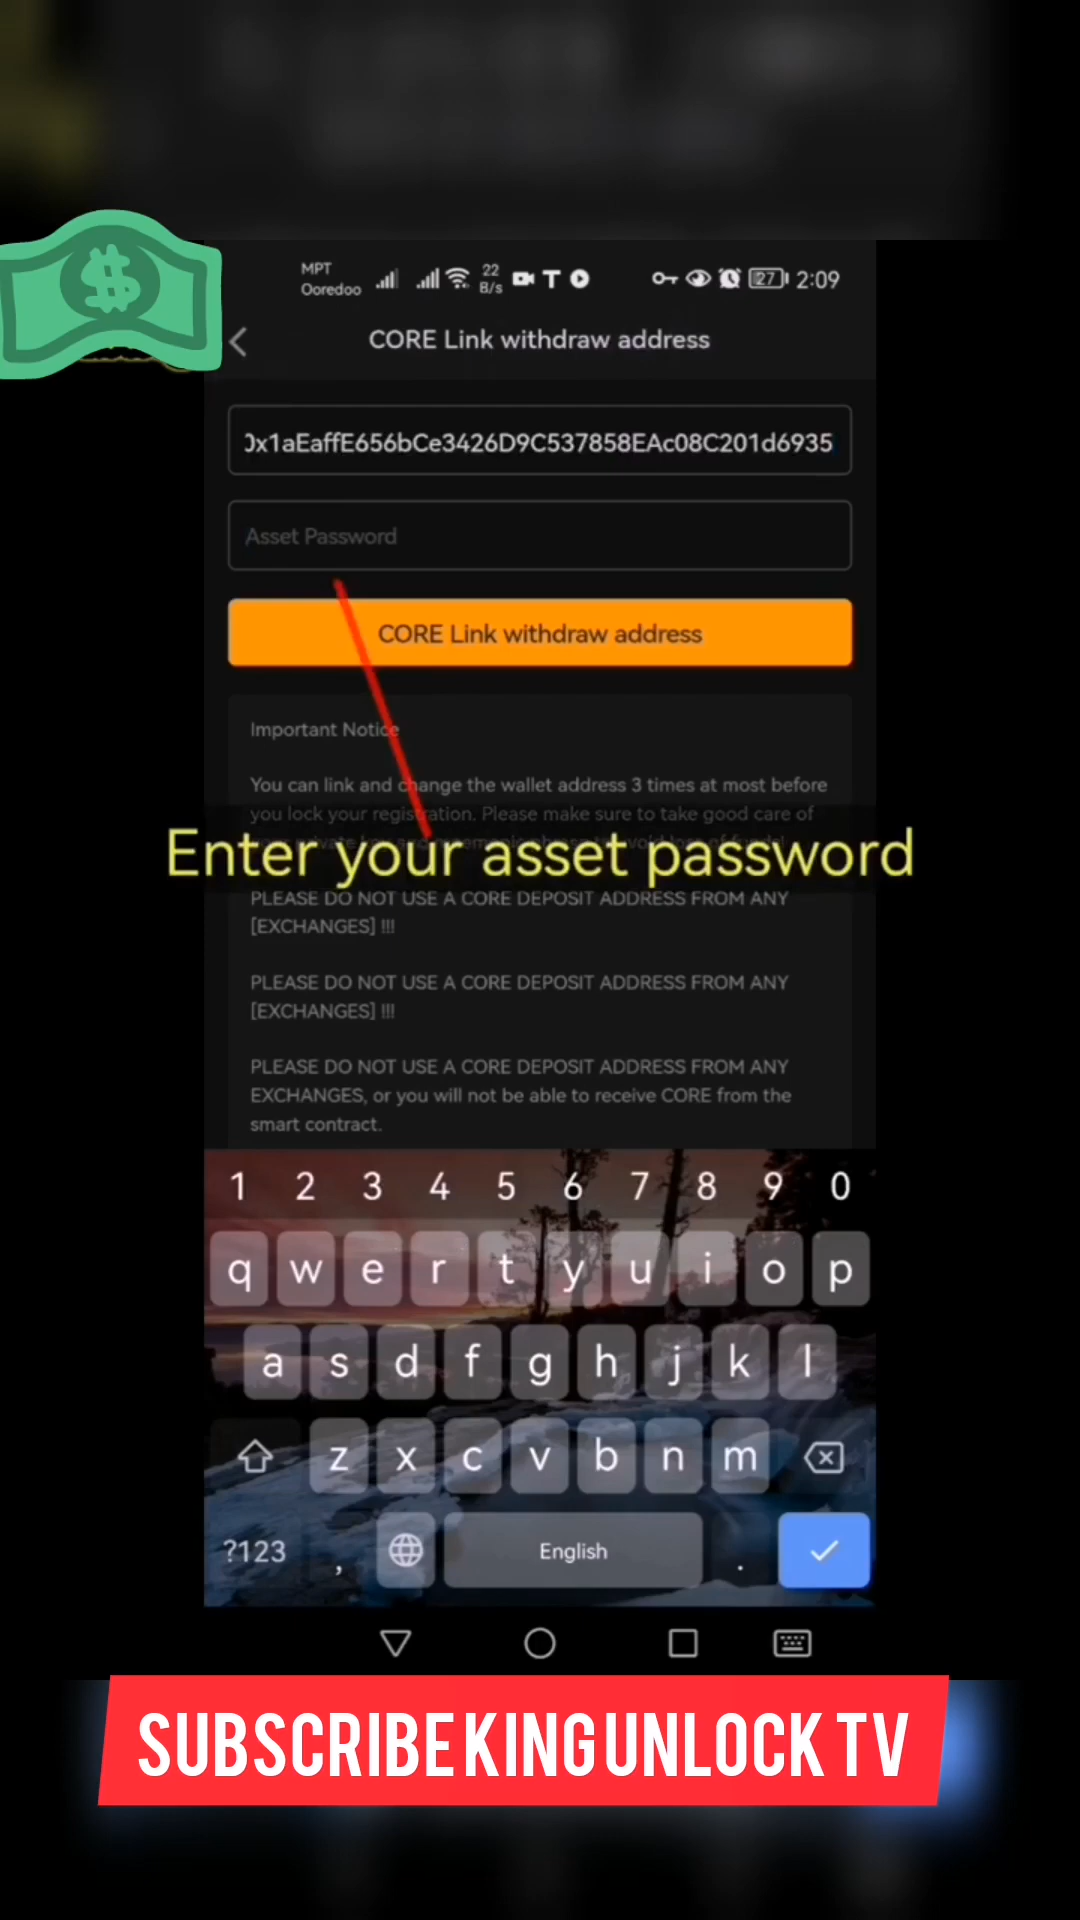 MPT
Ooredoo
22
B/s
27
2:09
CORE Link withdraw address
0x1aEaffE656bCe3426D9C537858EAc08C201d6935
Asset Password
CORE Link withdraw address
Important Notice
You can link and change the wallet address 3 times at most before
you lock your registration. Please make sure to take good care of
Enter your asset password
PLEASE DO NOT USE A CORE DEPOSIT ADDRESS FROM ANY
[EXCHANGES] !!!
PLEASE DO NOT USE A CORE DEPOSIT ADDRESS FROM ANY
[EXCHANGES] !!!
PLEASE DO NOT USE A CORE DEPOSIT ADDRESS FROM ANY
EXCHANGES, or you will not be able to receive CORE from the
smart contract.
1 2 3 4 5 6 7 8 9 0
q w e r t y u i o p
a s d f g h j k l
z x c v b n m
?123 , English .
SUBSCRIBE KING UNLOCK TV